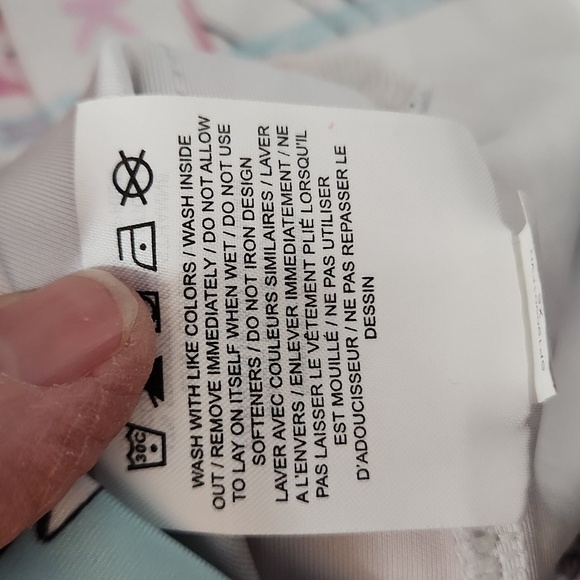 30C
WASH WITH LIKE COLORS / WASH INSIDE
OUT / REMOVE IMMEDIATELY / DO NOT ALLOW
TO LAY ON ITSELF WHEN WET / DO NOT USE
SOFTENERS / DO NOT IRON DESIGN
LAVER AVEC COULEURS SIMILAIRES / LAVER
A L'ENVERS / ENLEVER IMMEDIATEMENT / NE
PAS LAISSER LE VÊTEMENT PLIÉ LORSQU'IL
EST MOUILLÉ / NE PAS UTILISER
D'ADOUCISSEUR / NE PAS REPASSER LE
DESSIN